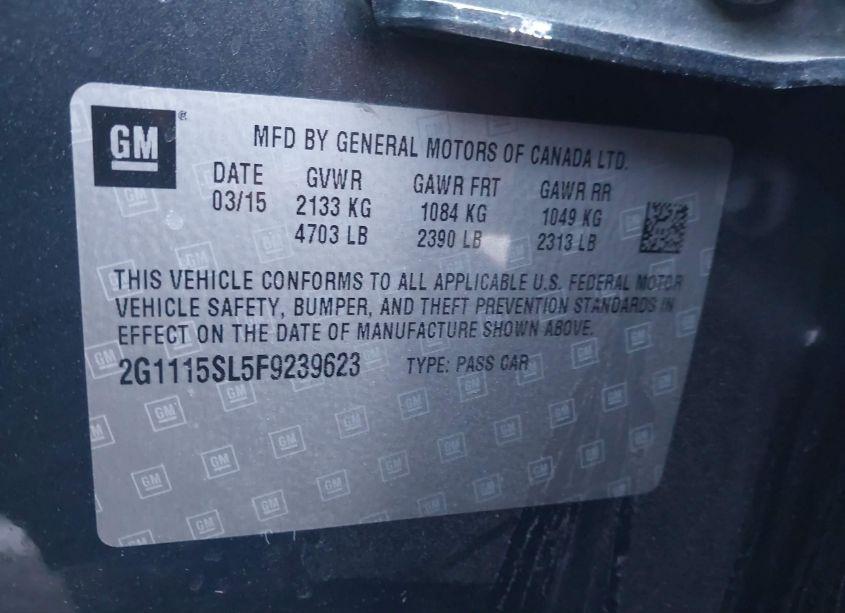 GM ®
MFD BY GENERAL MOTORS OF CANADA LTD.
DATE GVWR GAWR FRT GAWR RR
03/15 2133 KG 1084 KG 1049 KG
4703 LB 2390 LB 2313 LB
THIS VEHICLE CONFORMS TO ALL APPLICABLE U.S. FEDERAL MOTOR
VEHICLE SAFETY, BUMPER, AND THEFT PREVENTION STANDARDS IN
EFFECT ON THE DATE OF MANUFACTURE SHOWN ABOVE.
2G1115SL5F9239623 TYPE: PASS CAR